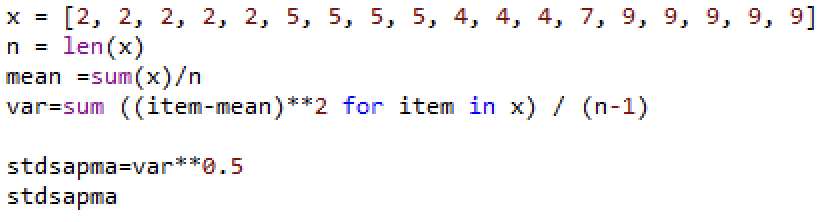 x = [2, 2, 2, 2, 2, 5, 5, 5, 5, 4, 4, 4, 7, 9, 9, 9, 9, 9]
n = len(x)
mean =sum(x)/n
var=sum ((item-mean)**2 for item in x) / (n-1)
stdsapma=var**0.5
stdsapma